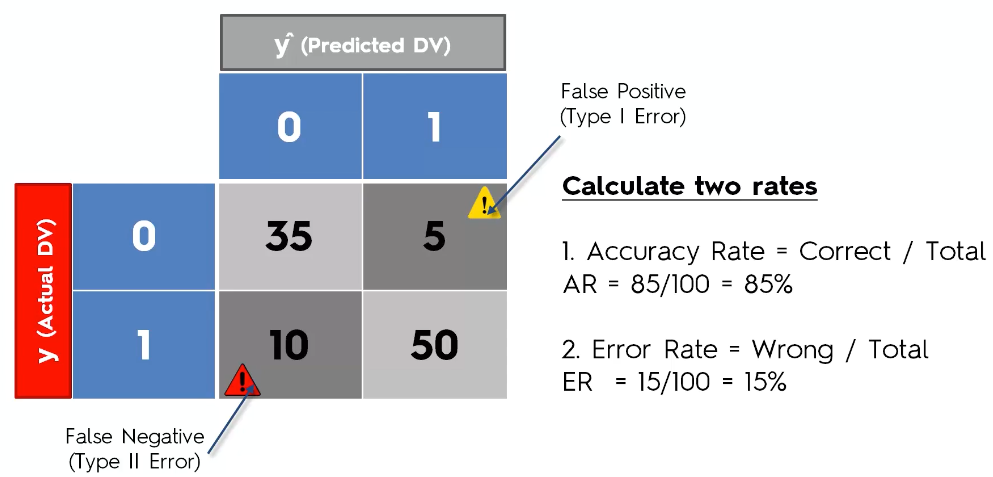 ŷ (Predicted DV)
0 1
False Positive
(Type I Error)
y (Actual DV)
0 35 5
1 10 50
False Negative
(Type II Error)
Calculate two rates
1. Accuracy Rate = Correct / Total
AR = 85/100 = 85%
2. Error Rate = Wrong / Total
ER = 15/100 = 15%